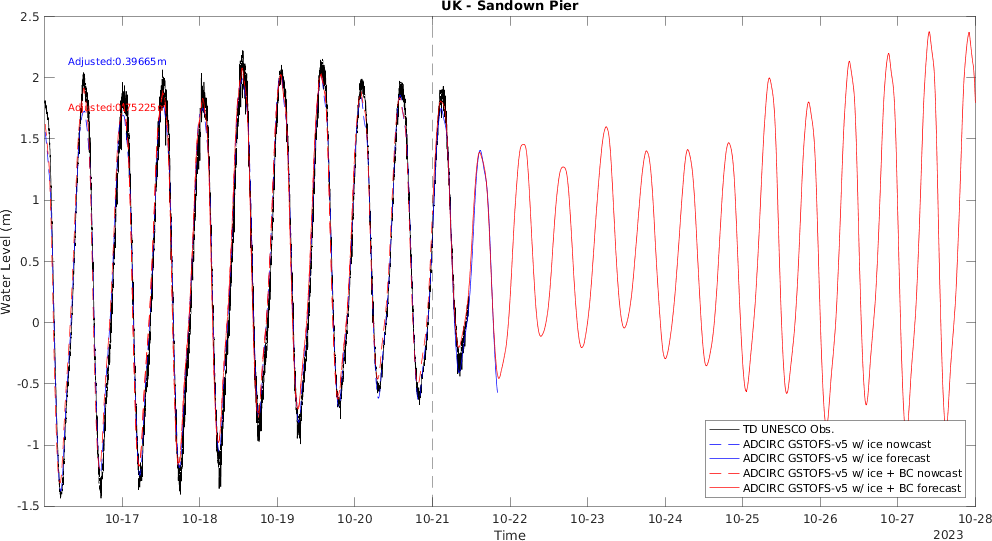 UK - Sandown Pier
2.5
2
1.5
1
0.5
0
-0.5
-1
-1.5
Water Level (m)
Adjusted:0.39665m
10-17
10-18
10-19
10-20
10-21
10-22
10-23
10-24
10-25
10-26
10-27
10-28
Time
2023
TD UNESCO Obs.
ADCIRC GSTOFS-v5 w/ ice nowcast
ADCIRC GSTOFS-v5 w/ ice forecast
ADCIRC GSTOFS-v5 w/ ice + BC nowcast
ADCIRC GSTOFS-v5 w/ ice + BC forecast